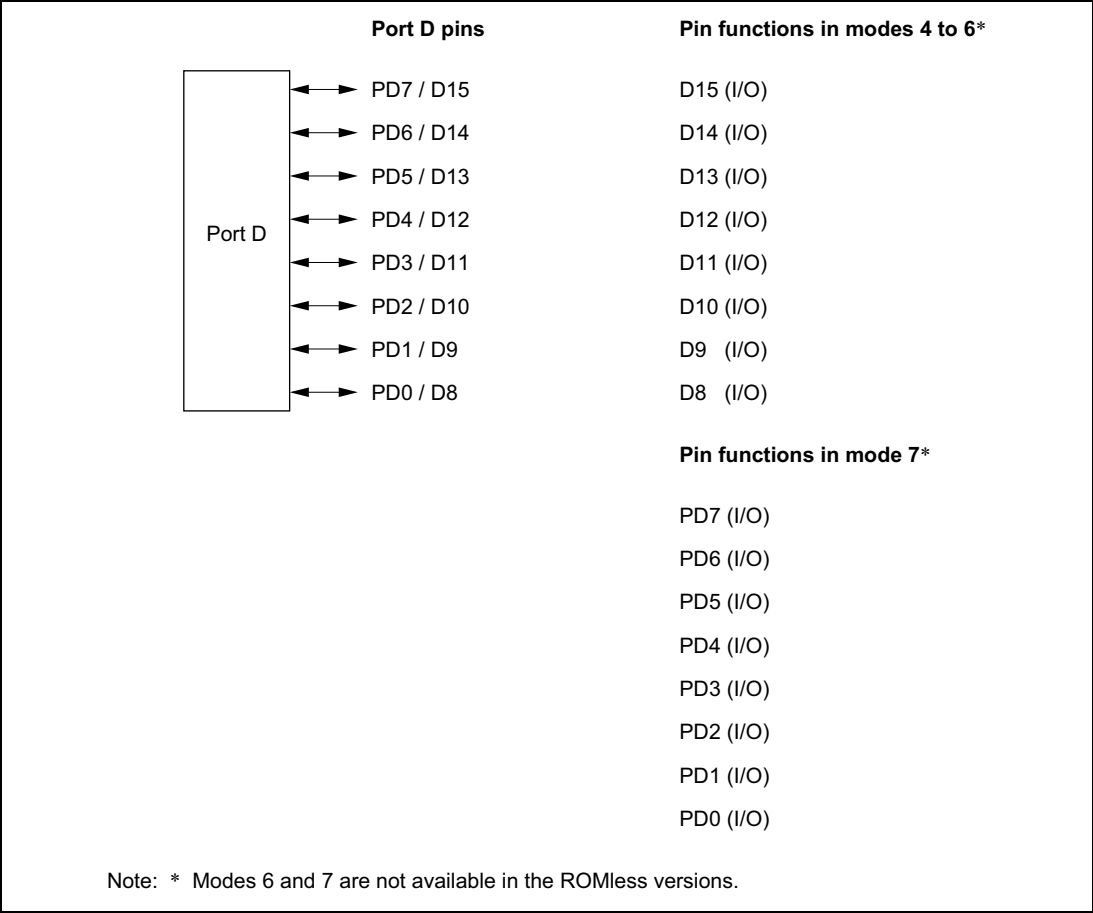 Port D pins Pin functions in modes 4 to 6*
PD7 / D15 D15 (I/O)
PD6 / D14 D14 (I/O)
PD5 / D13 D13 (I/O)
PD4 / D12 D12 (I/O)
Port D
PD3 / D11 D11 (I/O)
PD2 / D10 D10 (I/O)
PD1 / D9 D9 (I/O)
PD0 / D8 D8 (I/O)
Pin functions in mode 7*
PD7 (I/O)
PD6 (I/O)
PD5 (I/O)
PD4 (I/O)
PD3 (I/O)
PD2 (I/O)
PD1 (I/O)
PD0 (I/O)
Note: * Modes 6 and 7 are not available in the ROMless versions.